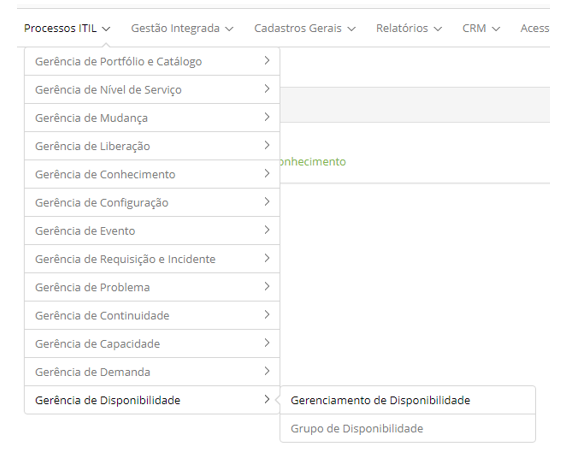 Processos ITIL Gestão Integrada Cadastros Gerais Relatórios CRM Acess
Gerência de Portfólio e Catálogo
Gerência de Nível de Serviço
Gerência de Mudança
Gerência de Liberação
onhecimento
Gerência de Conhecimento
Gerência de Configuração
Gerência de Evento
Gerência de Requisição e Incidente
Gerência de Problema
Gerência de Continuidade
Gerência de Capacidade
Gerência de Demanda
Gerência de Disponibilidade
Gerenciamento de Disponibilidade
Grupo de Disponibilidade